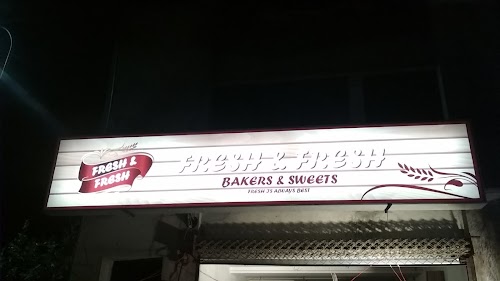 FRESH &
FRESH
FRESH & FRESH
BAKERS & SWEETS
FRESH IS ALWAYS BEST